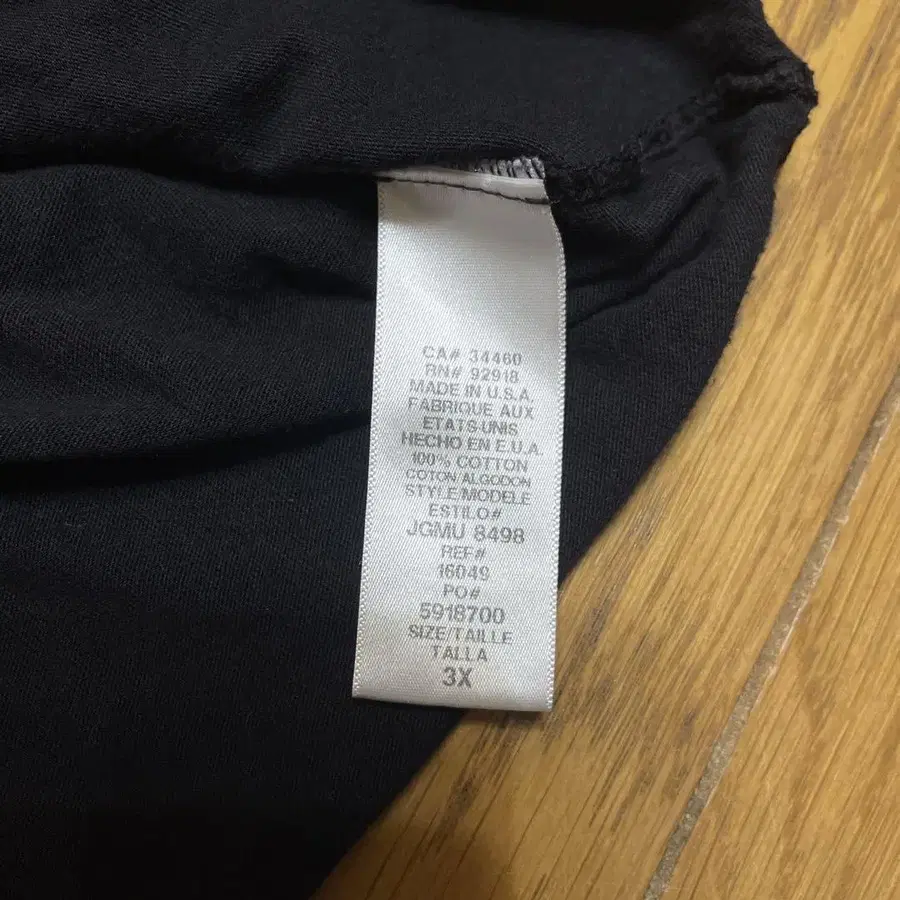 CA# 34460
RN# 92918
MADE IN U.S.A
FABRIQUE AUX
ETATS-UNIS
HECHO EN E.U.A.
100% COTTON
COTON/ALGODON
STYLE/MODELE
ESTILO#
JGMU 8498
REF#
16049
PO#
5918700
SIZE/TAILLE
TALLA
3X